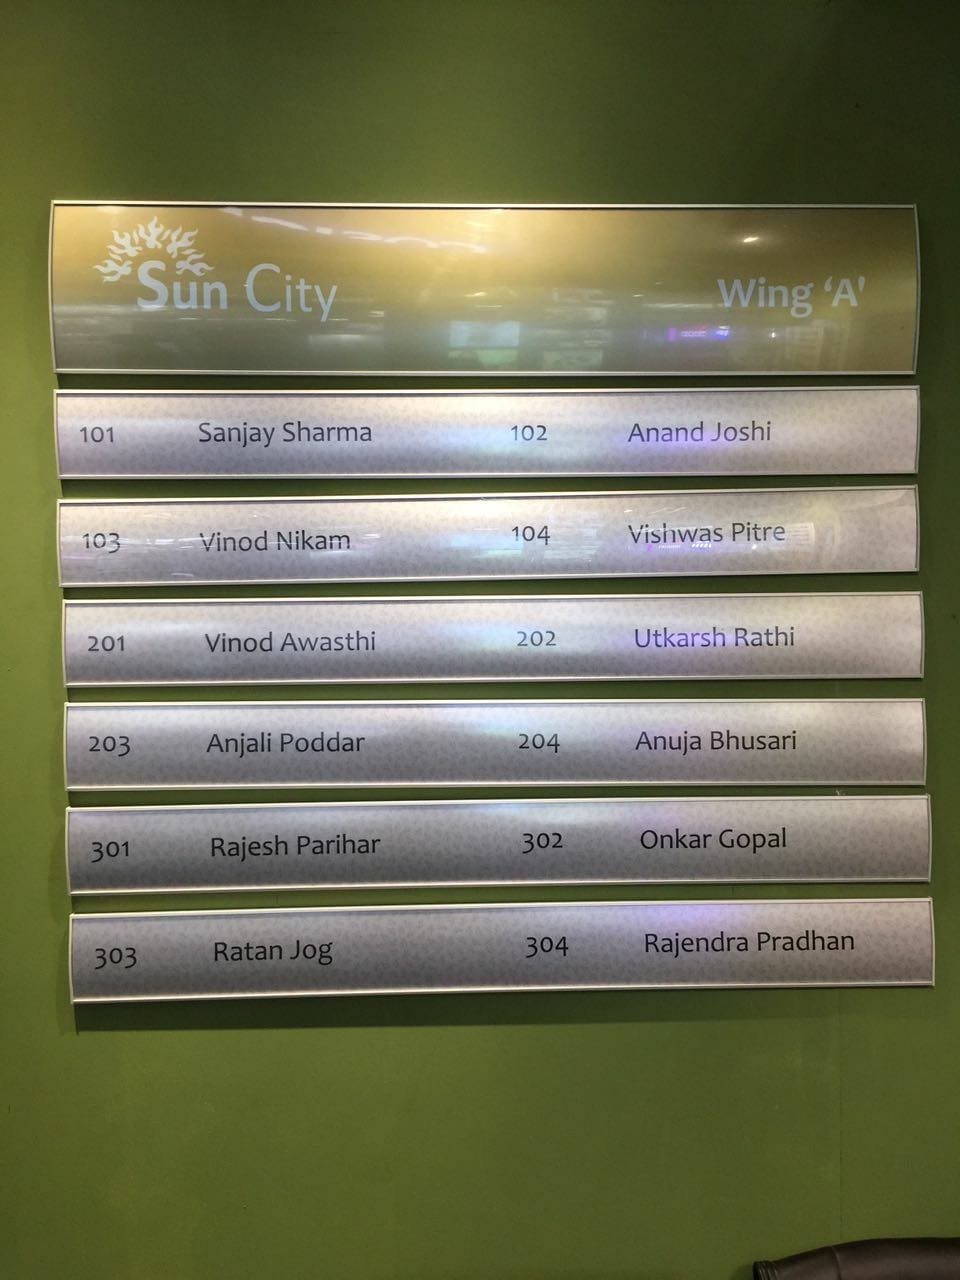 Sun City Wing ‘A'
101 Sanjay Sharma 102 Anand Joshi
103 Vinod Nikam 104 Vishwas Pitre
201 Vinod Awasthi 202 Utkarsh Rathi
203 Anjali Poddar 204 Anuja Bhusari
301 Rajesh Parihar 302 Onkar Gopal
303 Ratan Jog 304 Rajendra Pradhan